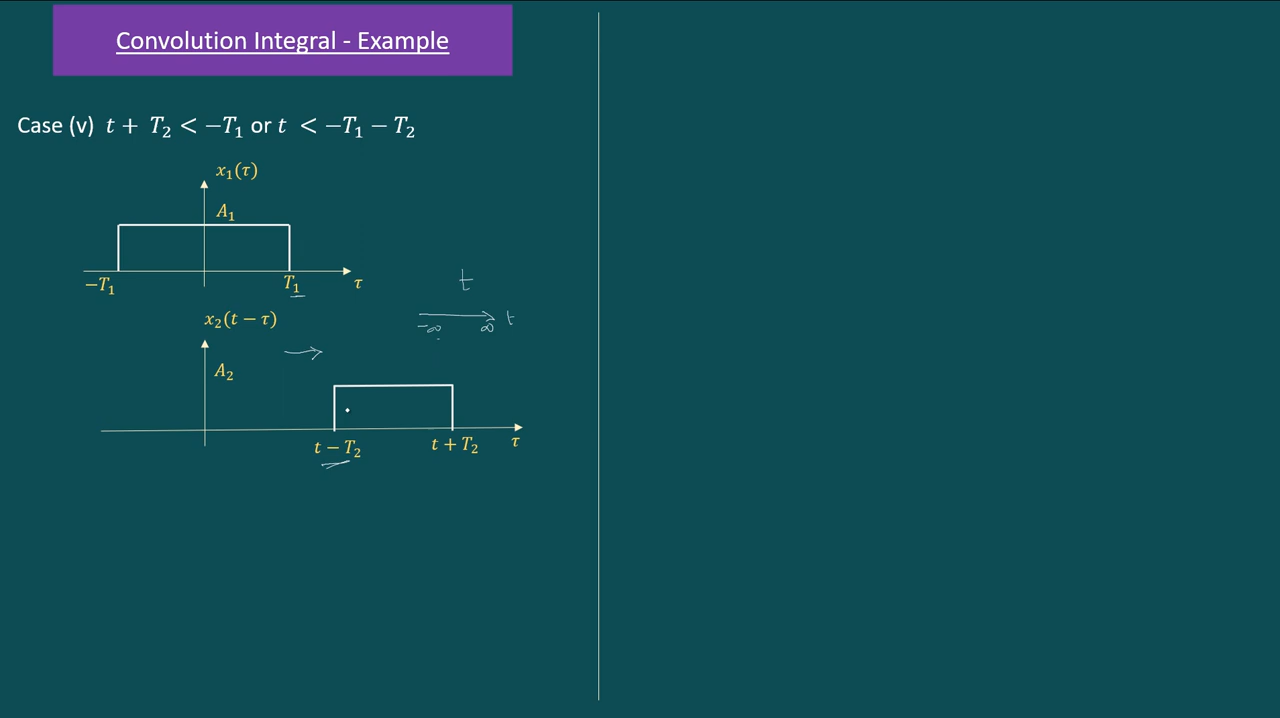 Convolution Integral - Example
Case (v) t + T₂ < −T₁ or t < −T₁ − T₂
x₁(τ)
A₁
−T₁
T₁
τ
t
−∞
∞
t
x₂(t − τ)
A₂
t − T₂
t + T₂
τ